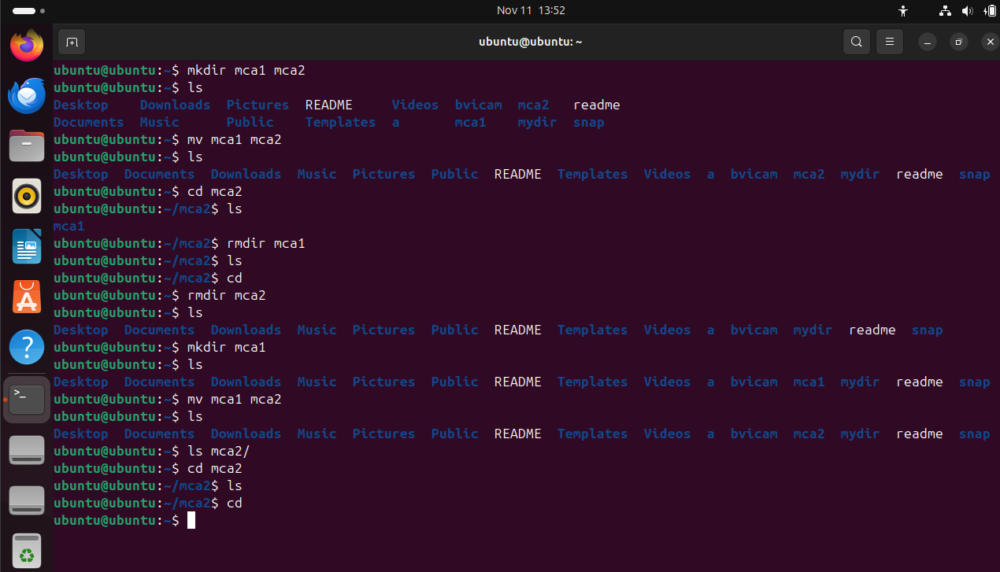 Nov 11 13:52
ubuntu@ubuntu: ~
ubuntu@ubuntu:~$ mkdir mca1 mca2
ubuntu@ubuntu:~$ ls
Desktop    Downloads  Pictures  README     Videos  bvicam  mca2   readme
Documents  Music      Public    Templates  a       mca1    mydir  snap
ubuntu@ubuntu:~$ mv mca1 mca2
ubuntu@ubuntu:~$ ls
Desktop  Documents  Downloads  Music  Pictures  Public  README  Templates  Videos  a  bvicam  mca2  mydir  readme  snap
ubuntu@ubuntu:~$ cd mca2
ubuntu@ubuntu:~/mca2$ ls
mca1
ubuntu@ubuntu:~/mca2$ rmdir mca1
ubuntu@ubuntu:~/mca2$ ls
ubuntu@ubuntu:~/mca2$ cd
ubuntu@ubuntu:~$ rmdir mca2
ubuntu@ubuntu:~$ ls
Desktop  Documents  Downloads  Music  Pictures  Public  README  Templates  Videos  a  bvicam  mydir  readme  snap
ubuntu@ubuntu:~$ mkdir mca1
ubuntu@ubuntu:~$ ls
Desktop  Documents  Downloads  Music  Pictures  Public  README  Templates  Videos  a  bvicam  mca1  mydir  readme  snap
ubuntu@ubuntu:~$ mv mca1 mca2
ubuntu@ubuntu:~$ ls
Desktop  Documents  Downloads  Music  Pictures  Public  README  Templates  Videos  a  bvicam  mca2  mydir  readme  snap
ubuntu@ubuntu:~$ ls mca2/
ubuntu@ubuntu:~$ cd mca2
ubuntu@ubuntu:~/mca2$ ls
ubuntu@ubuntu:~/mca2$ cd
ubuntu@ubuntu:~$